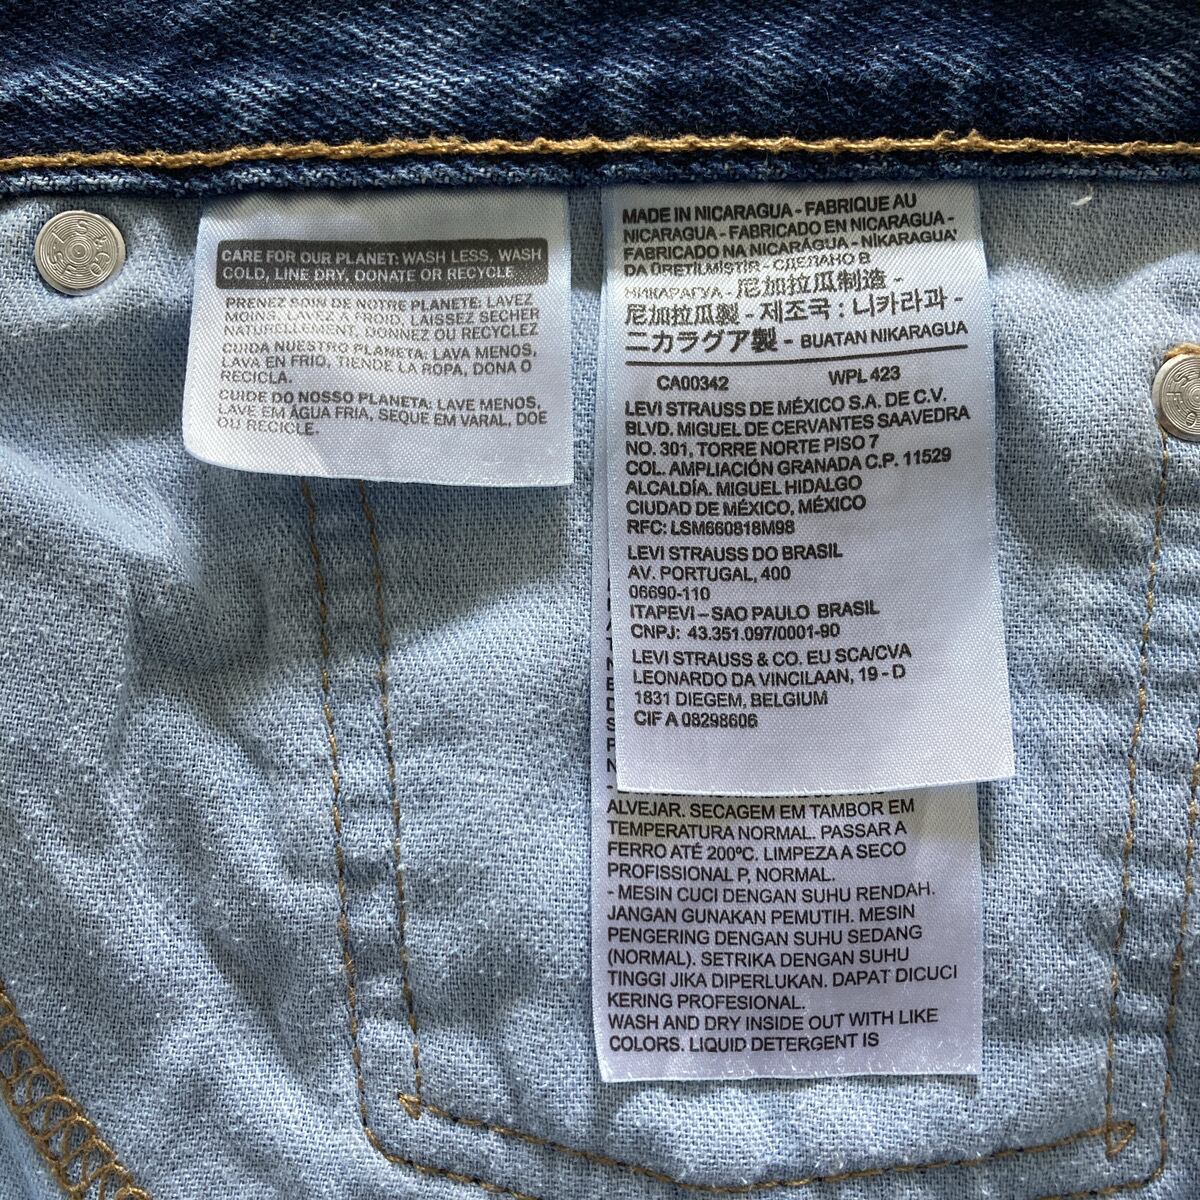 CARE FOR OUR PLANET: WASH LESS, WASH
COLD, LINE DRY, DONATE OR RECYCLE
PRENEZ SOIN DE NOTRE PLANETE: LAVEZ
MOINS, LAVEZ A FROID, LAISSEZ SECHER
NATURELLEMENT, DONNEZ OU RECYCLEZ
CUIDA NUESTRO PLANETA: LAVA MENOS,
LAVA EN FRIO, TIENDE LA ROPA, DONA O
RECICLA.
CUIDE DO NOSSO PLANETA: LAVE MENOS,
LAVE EM ÁGUA FRIA, SEQUE EM VARAL, DOE
OU RECICLE.
MADE IN NICARAGUA - FABRIQUE AU
NICARAGUA - FABRICADO EN NICARAGUA -
FABRICADO NA NICARÁGUA - NİKARAGUA'
DA ÜRETİLMİŞTİR - СДЕЛАНО В
НИКАРАГУА - 尼加拉瓜制造 -
尼加拉瓜製 - 제조국 : 니카라과 -
ニカラグア製 - BUATAN NIKARAGUA
CA00342 WPL 423
LEVI STRAUSS DE MÉXICO S.A. DE C.V.
BLVD. MIGUEL DE CERVANTES SAAVEDRA
NO. 301, TORRE NORTE PISO 7
COL. AMPLIACIÓN GRANADA C.P. 11529
ALCALDÍA. MIGUEL HIDALGO
CIUDAD DE MÉXICO, MÉXICO
RFC: LSM660818M98
LEVI STRAUSS DO BRASIL
AV. PORTUGAL, 400
06690-110
ITAPEVI – SAO PAULO BRASIL
CNPJ: 43.351.097/0001-90
LEVI STRAUSS & CO. EU SCA/CVA
LEONARDO DA VINCILAAN, 19 - D
1831 DIEGEM, BELGIUM
CIF A 08298606
ALVEJAR. SECAGEM EM TAMBOR EM
TEMPERATURA NORMAL. PASSAR A
FERRO ATÉ 200ºC. LIMPEZA A SECO
PROFISSIONAL P, NORMAL.
- MESIN CUCI DENGAN SUHU RENDAH.
JANGAN GUNAKAN PEMUTIH. MESIN
PENGERING DENGAN SUHU SEDANG
(NORMAL). SETRIKA DENGAN SUHU
TINGGI JIKA DIPERLUKAN. DAPAT DICUCI
KERING PROFESIONAL.
WASH AND DRY INSIDE OUT WITH LIKE
COLORS. LIQUID DETERGENT IS